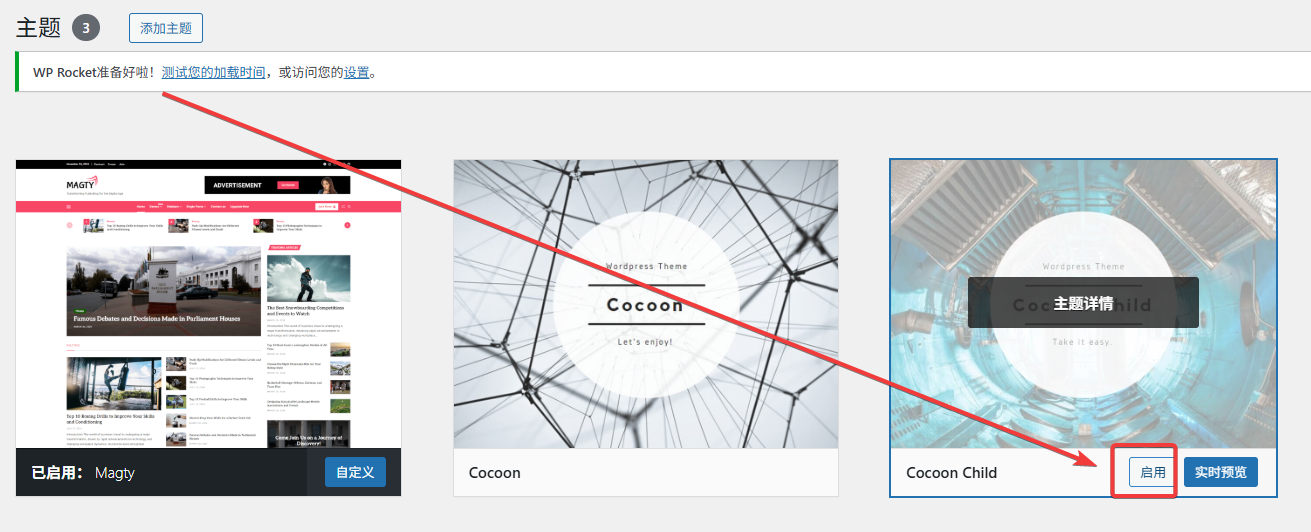 主题 3 添加主题
WP Rocket准备好啦！测试您的加载时间，或访问您的设置。
MAGTY
ADVERTISEMENT
Famous Debates and Decisions Made in Parliament Houses
The Best Snowboarding Competitions
and Events to Watch
Top 10 Boxing Drills to Improve Your Skills
and Conditioning
Come Join Us on a Journey of
Discovery!
已启用： Magty 自定义
Wordpress Theme
Cocoon
Let's enjoy!
Cocoon
Wordpress Theme
Cocoon Child
主题详情
Take it easy.
Cocoon Child 启用 实时预览